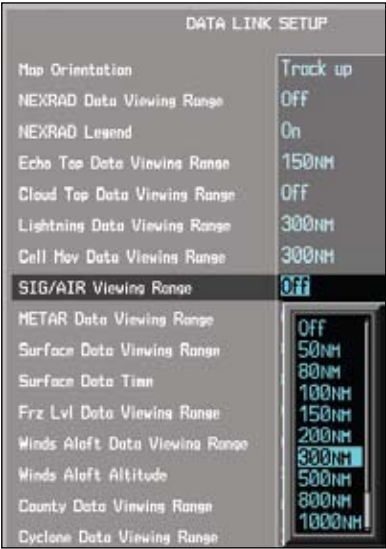 DATA LINK SETUP
Map Orientation Track up
NEXRAD Data Viewing Range Off
NEXRAD Legend On
Echo Top Data Viewing Range 150NM
Cloud Top Data Viewing Range Off
Lightning Data Viewing Range 300NM
Cell Mov Data Viewing Range 300NM
SIG/AIR Viewing Range Off
METAR Data Viewing Range
Surface Data Viewing Range
Surface Data Time
Frz Lvl Data Viewing Range
Winds Aloft Data Viewing Range
Winds Aloft Altitude
County Data Viewing Range
Cyclone Data Viewing Range
Off
50NM
80NM
100NM
150NM
200NM
300NM
500NM
800NM
1000NM